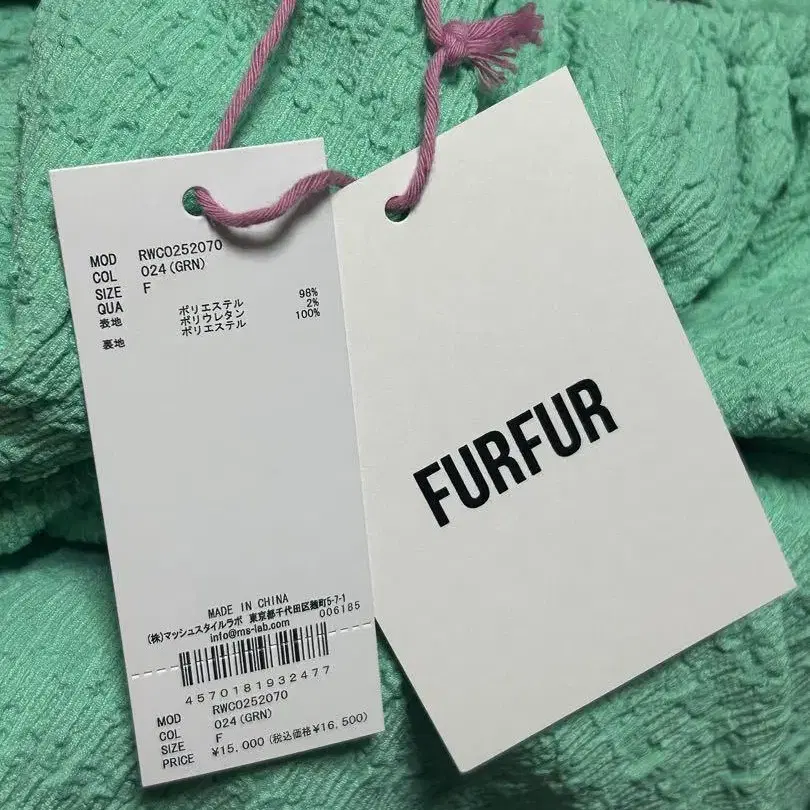 MOD RWCO252070
COL 024(GRN)
SIZE F
QUA
表地 ポリエステル 98%
ポリウレタン 2%
裏地 ポリエステル 100%
MADE IN CHINA
006185
(株)マッシュスタイルラボ 東京都千代田区麹町5-7-1
info@ms-lab.com
4570181932477
MOD RWCO252070
COL 024(GRN)
SIZE F
PRICE ¥15,000(税込価格¥16,500)
FURFUR